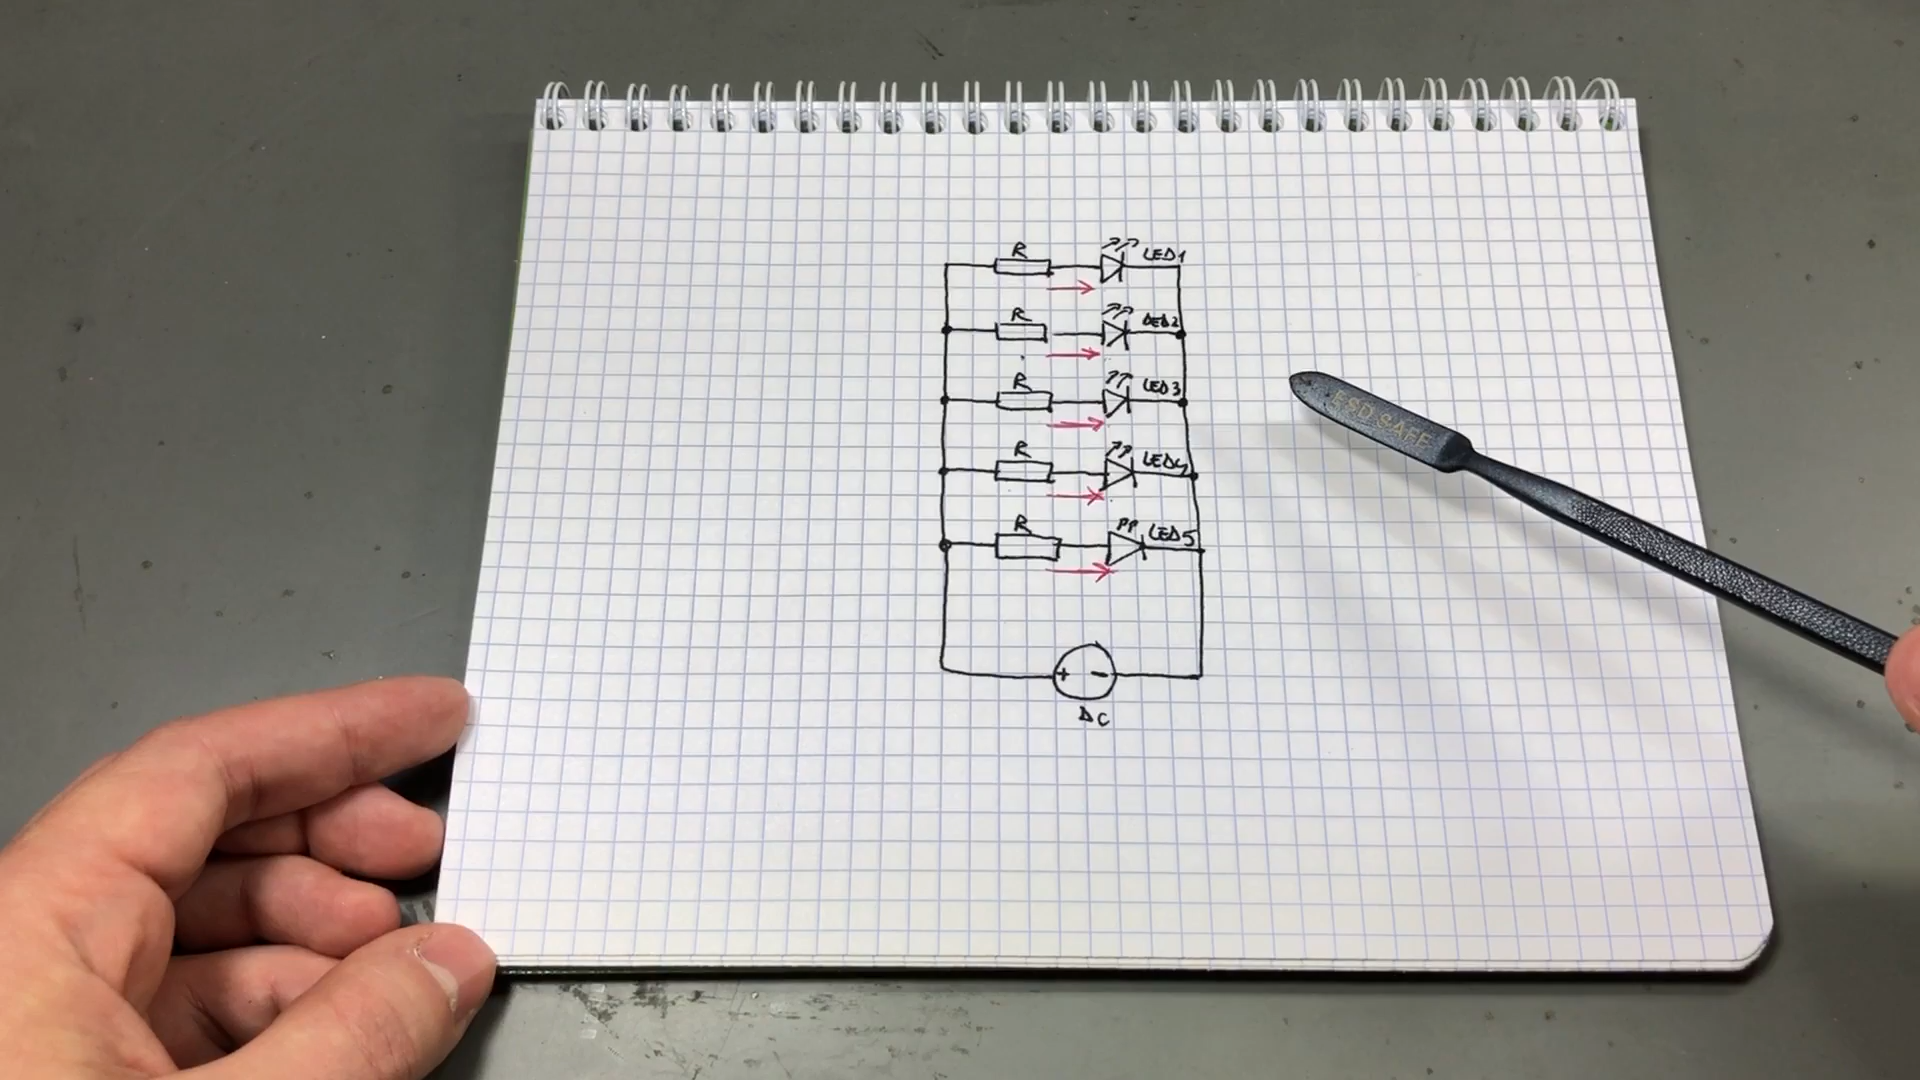 R LED1
R LED2
R LED3
R LED4
R LED5
+ -
DC
ESD SAFE